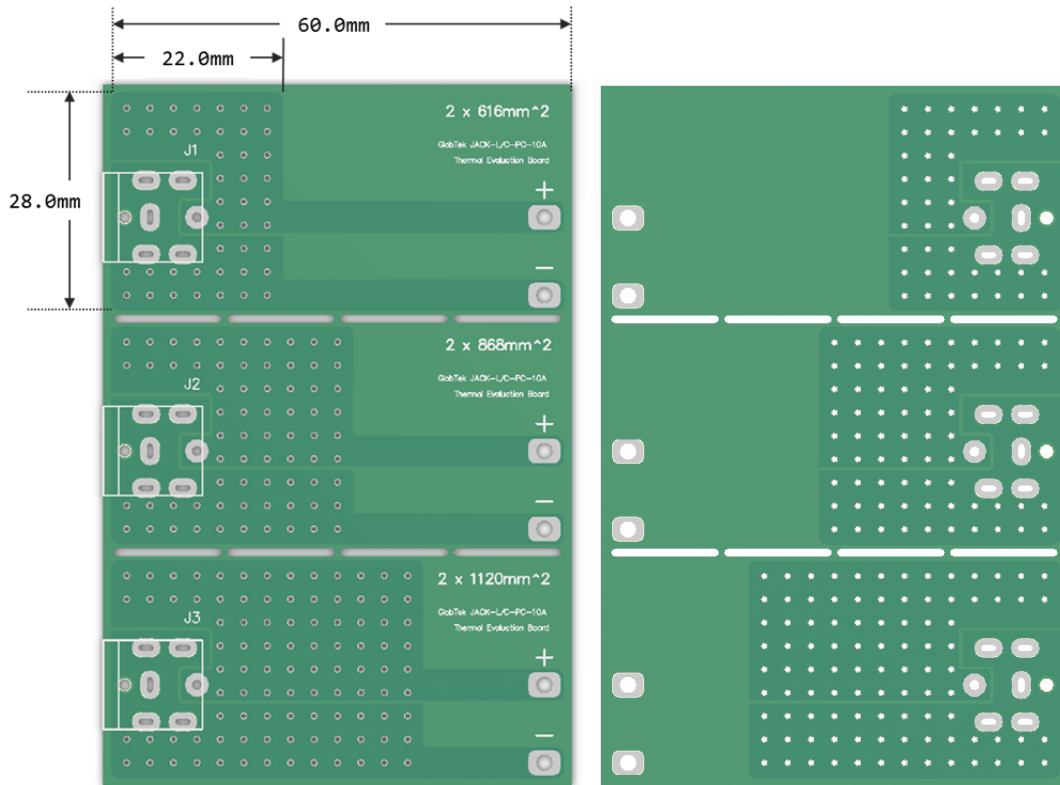 60.0mm
22.0mm
28.0mm
2 x 616mm^2
GlobTek JACK-L/C-PC-10A
Thermal Evaluation Board
J1
+
−
2 x 868mm^2
GlobTek JACK-L/C-PC-10A
Thermal Evaluation Board
J2
+
−
2 x 1120mm^2
GlobTek JACK-L/C-PC-10A
Thermal Evaluation Board
J3
+
−